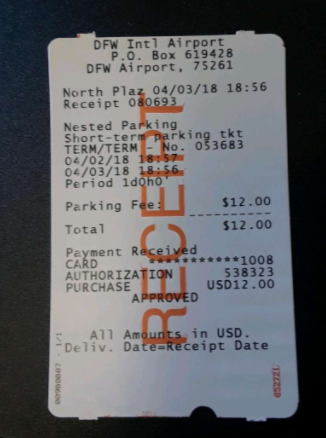 DFW Intl Airport
P.O. Box 619428
DFW Airport, 75261
North Plaz 04/03/18 18:56
Receipt 080693
Nested Parking
Short-term parking tkt
TERM/TERM - No. 053683
04/02/18 18:57
04/03/18 18:56
Period 1d0h0'
Parking Fee: $12.00
----------
Total $12.00
Payment Received
CARD ************1008
AUTHORIZATION 538323
PURCHASE USD12.00
APPROVED
All Amounts in USD.
Deliv. Date=Receipt Date
RECEIPT
052721